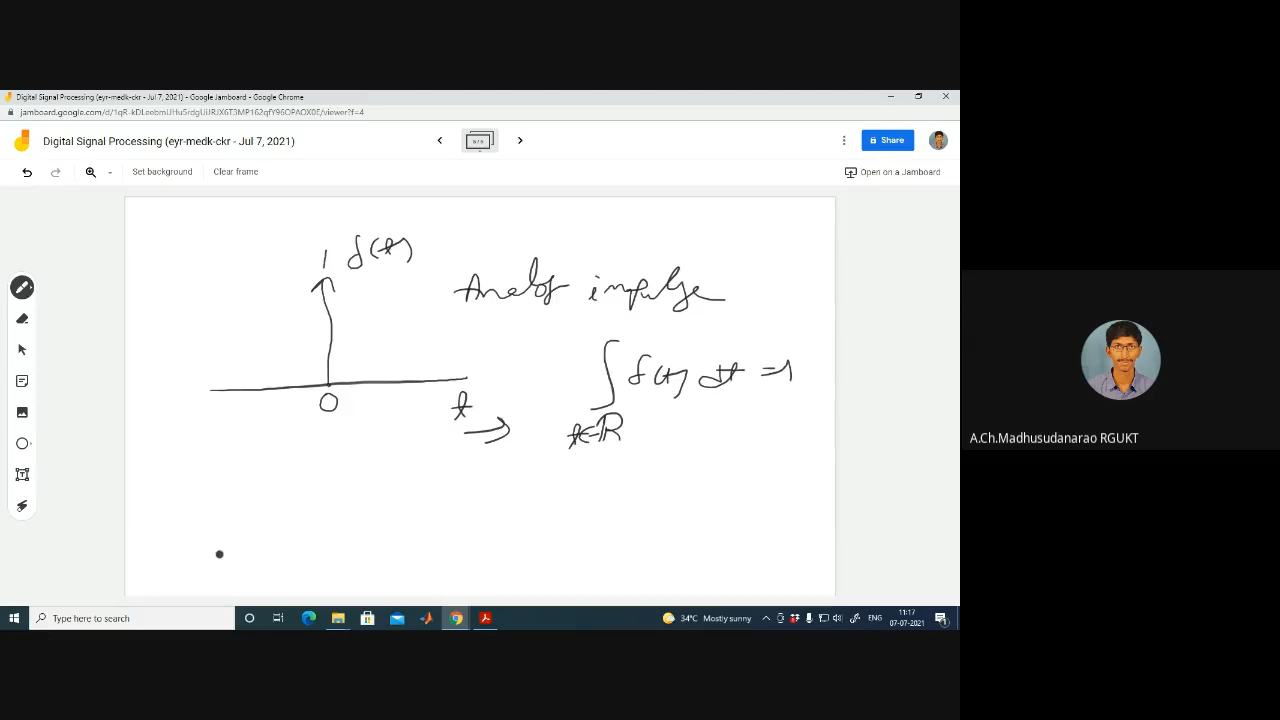 Digital Signal Processing (eyr-medk-ckr - Jul 7, 2021) - Google Jamboard - Google Chrome
Digital Signal Processing (eyr-medk-ckr - Jul 7, 2021)
Share
Set background
Clear frame
Open on a Jamboard
1 δ(t)
Analog impulse
∫ δ(t) dt = 1
t∈ℝ
0
t
A.Ch.Madhusudanarao RGUKT
Type here to search
34°C Mostly sunny
ENG
11:17
07-07-2021